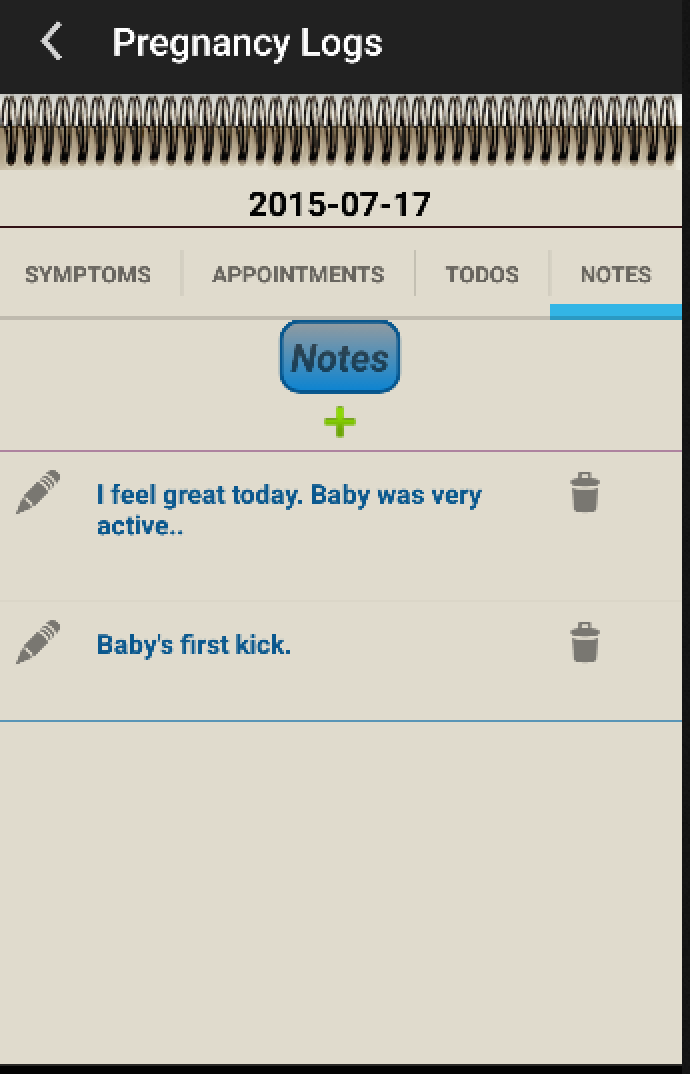 Pregnancy Logs
2015-07-17
SYMPTOMS APPOINTMENTS TODOS NOTES
Notes
I feel great today. Baby was very
active..
Baby's first kick.